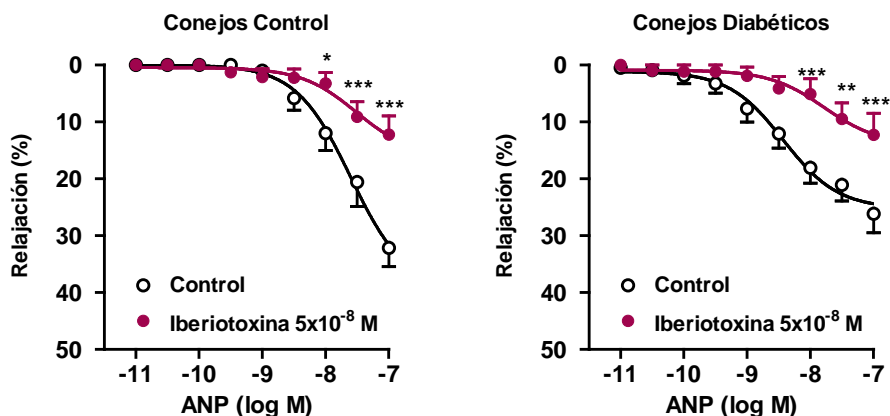 Conejos Control
Relajación (%)
0
10
20
30
40
50
*
***
***
Control
Iberiotoxina 5x10⁻⁸ M
-11 -10 -9 -8 -7
ANP (log M)
Conejos Diabéticos
Relajación (%)
0
10
20
30
40
50
***
**
***
Control
Iberiotoxina 5x10⁻⁸ M
-11 -10 -9 -8 -7
ANP (log M)